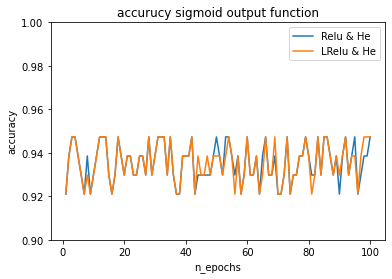 accurucy sigmoid output function
1.00
0.98
0.96
0.94
0.92
0.90
accuracy
Relu & He
LRelu & He
0 20 40 60 80 100
n_epochs